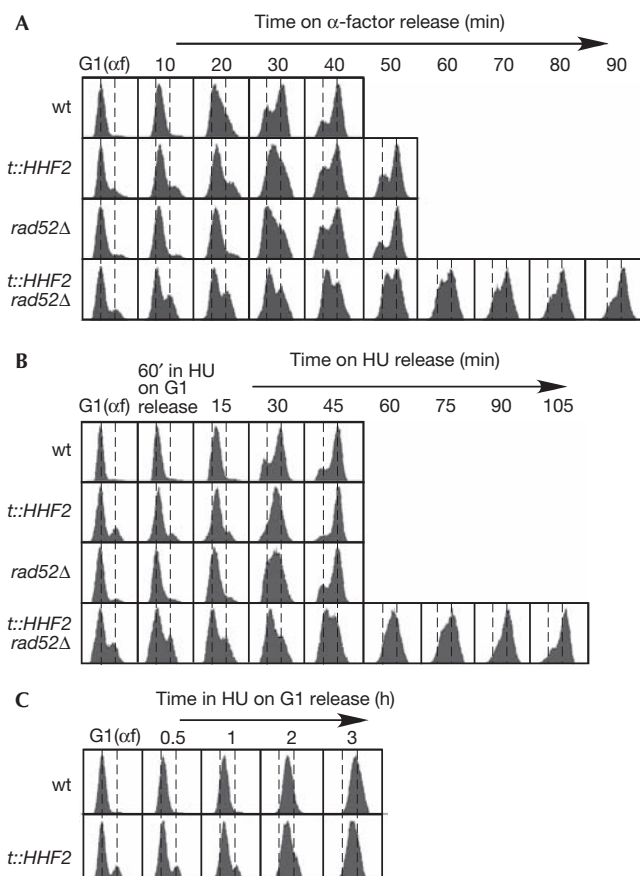 A
Time on α-factor release (min)
G1(αf) 10 20 30 40 50 60 70 80 90
wt
t::HHF2
rad52Δ
t::HHF2
rad52Δ
B
60′ in HU
on G1
release
Time on HU release (min)
G1(αf) 15 30 45 60 75 90 105
wt
t::HHF2
rad52Δ
t::HHF2
rad52Δ
C
Time in HU on G1 release (h)
G1(αf) 0.5 1 2 3
wt
t::HHF2